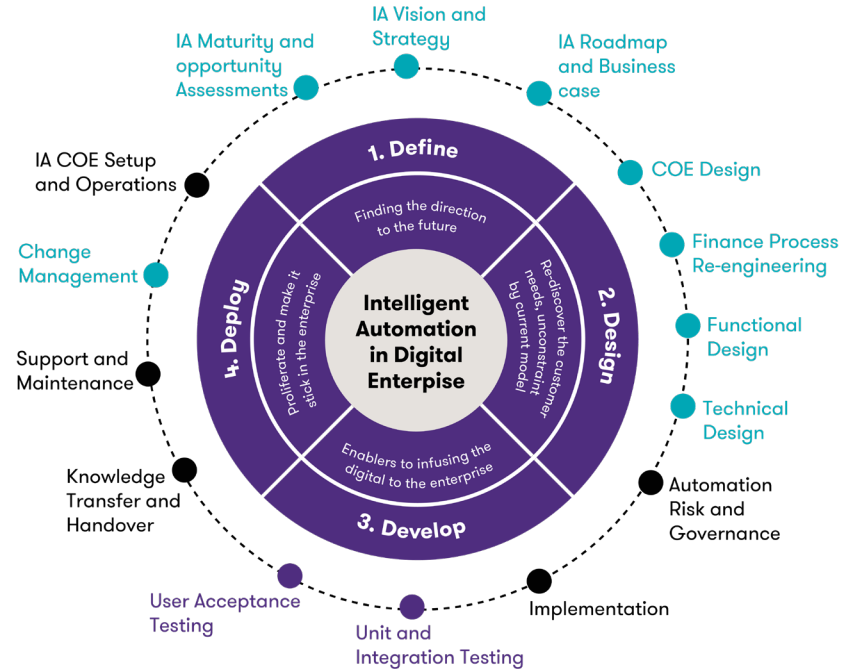 IA Vision and
Strategy
IA Maturity and
opportunity
Assessments
IA Roadmap
and Business
case
IA COE Setup
and Operations
COE Design
Change
Management
Finance Process
Re-engineering
Support and
Maintenance
Functional
Design
Technical
Design
Knowledge
Transfer and
Handover
Automation
Risk and
Governance
User Acceptance
Testing
Unit and
Integration Testing
Implementation
1. Define
Finding the direction
to the future
2. Design
Re-discover the customer
needs, unconstraint
by current model
3. Develop
Enablers to infusing the
digital to the enterprise
4. Deploy
Proliferate and make it
stick in the enterprise
Intelligent
Automation
in Digital
Enterpise